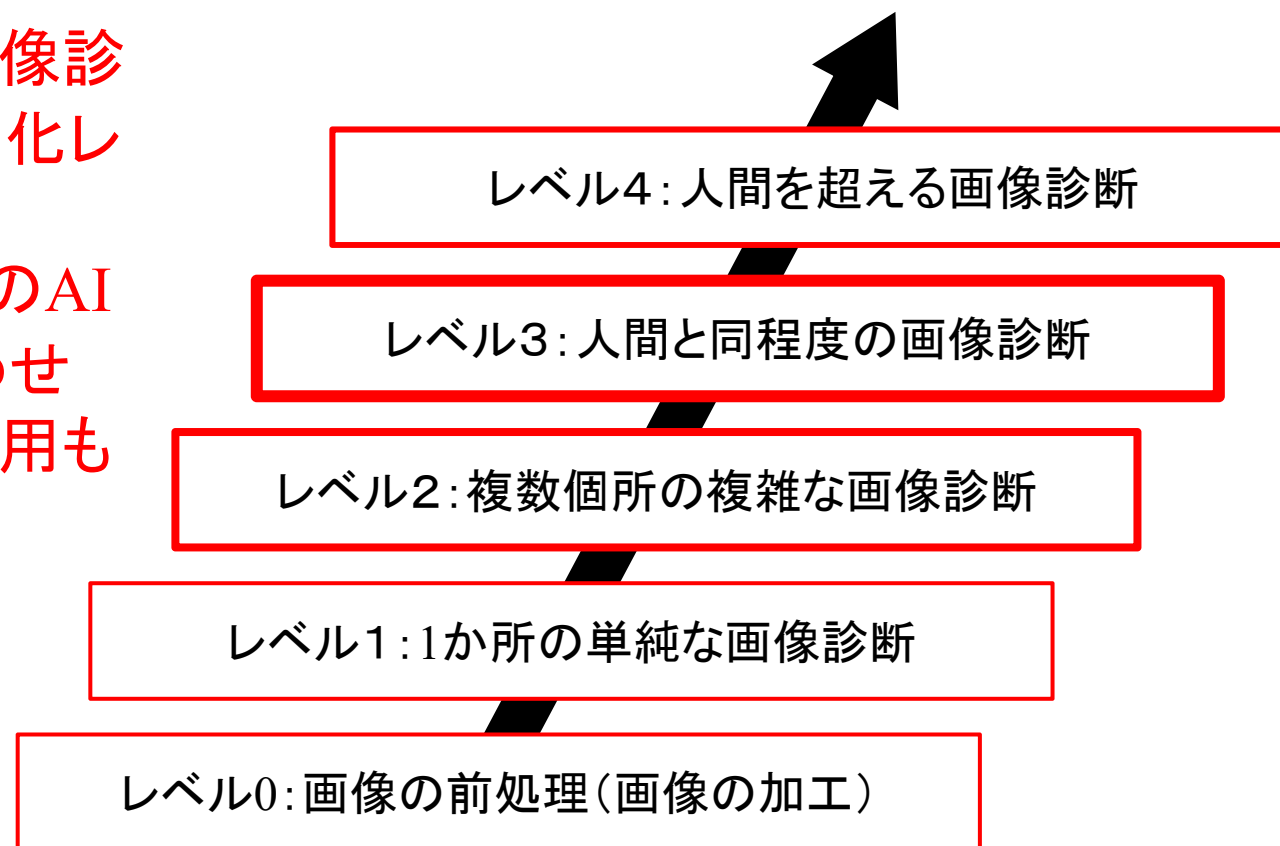 像診
化レ
のAI
わせ
用も
レベル４：人間を超える画像診断
レベル３：人間と同程度の画像診断
レベル２：複数個所の複雑な画像診断
レベル１：1か所の単純な画像診断
レベル0：画像の前処理（画像の加工）